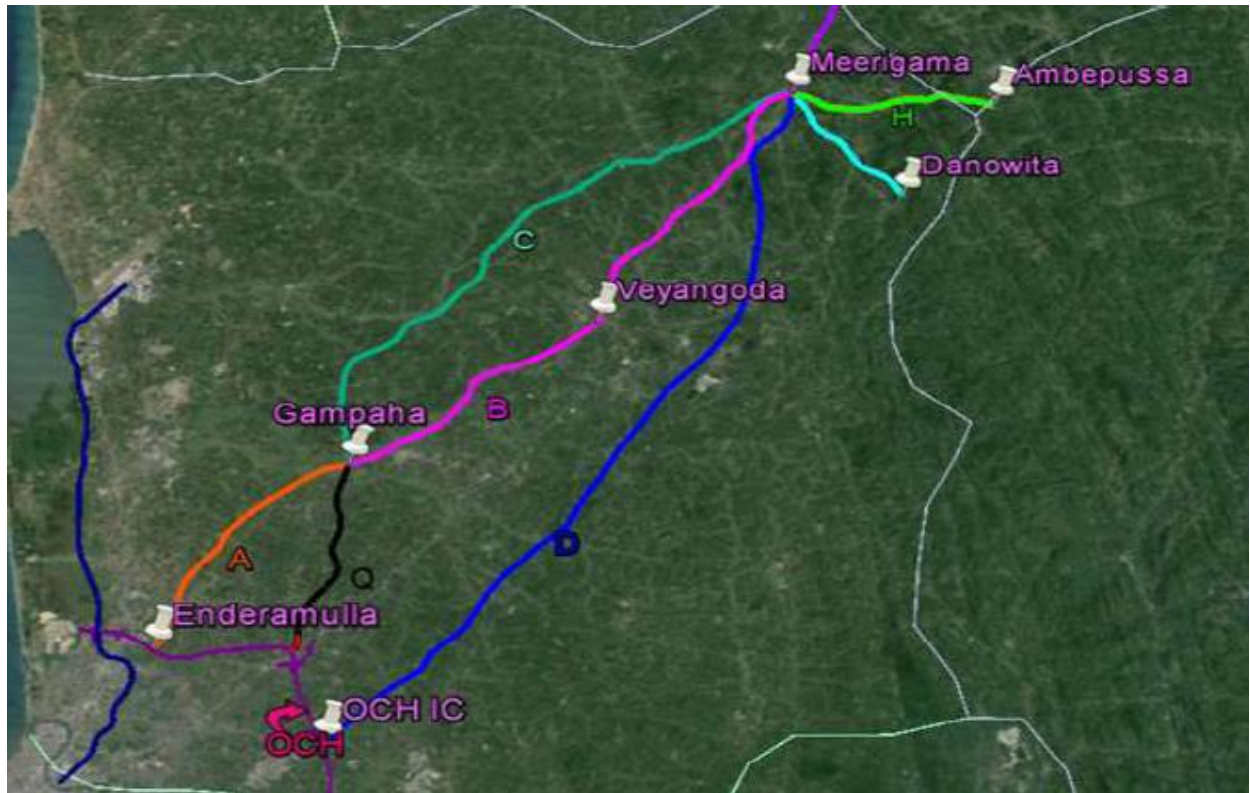 Meerigama
Ambepussa
H
Danowita
C
Veyangoda
Gampaha
B
A
D
Q
Enderamulla
OCH IC
OCH